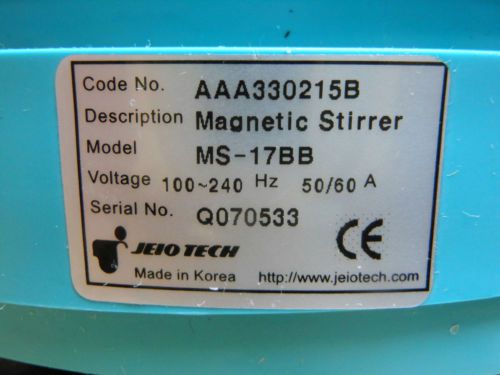 Code No. AAA330215B
Description Magnetic Stirrer
Model MS-17BB
Voltage 100~240 Hz 50/60 A
Serial No. Q070533
JEIO TECH CE
Made in Korea http://www.jeiotech.com